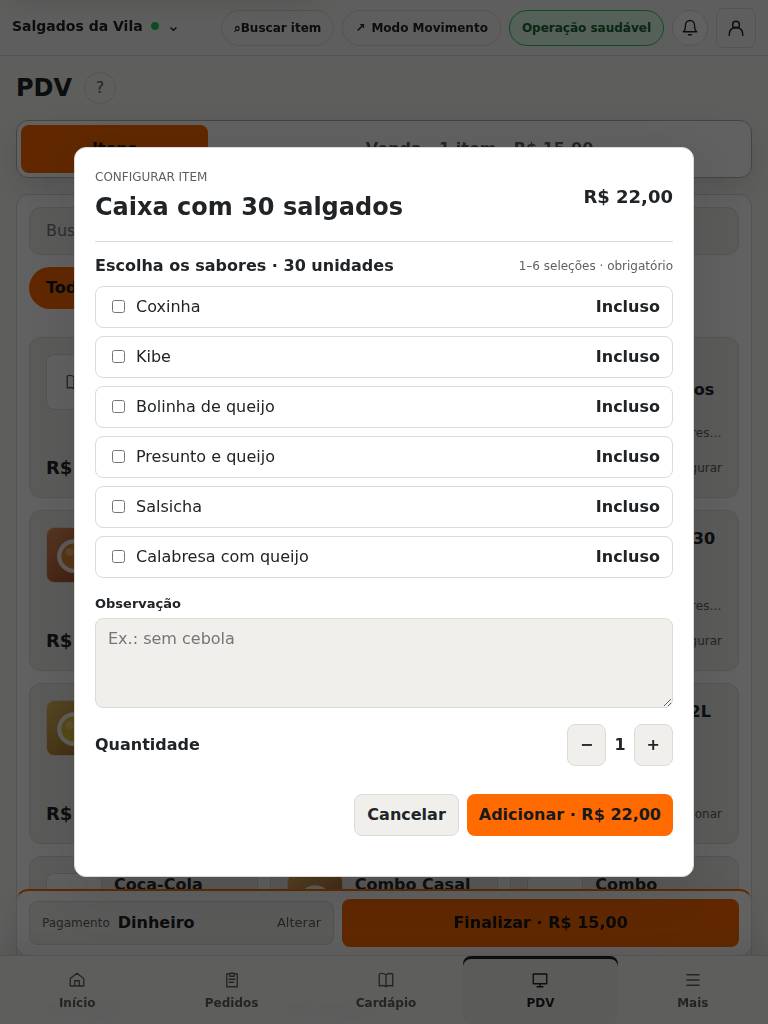 Salgados da Vila
Buscar item
Modo Movimento
Operação saudável
PDV
?
CONFIGURAR ITEM
Caixa com 30 salgados
R$ 22,00
Escolha os sabores · 30 unidades
1–6 seleções · obrigatório
Coxinha
Incluso
Kibe
Incluso
Bolinha de queijo
Incluso
Presunto e queijo
Incluso
Salsicha
Incluso
Calabresa com queijo
Incluso
Observação
Ex.: sem cebola
Quantidade
−
1
+
Cancelar
Adicionar · R$ 22,00
R$
R$
R$
30
Coca-Cola
Combo Casal
Combo
Pagamento
Dinheiro
Alterar
Finalizar · R$ 15,00
Início
Pedidos
Cardápio
PDV
Mais